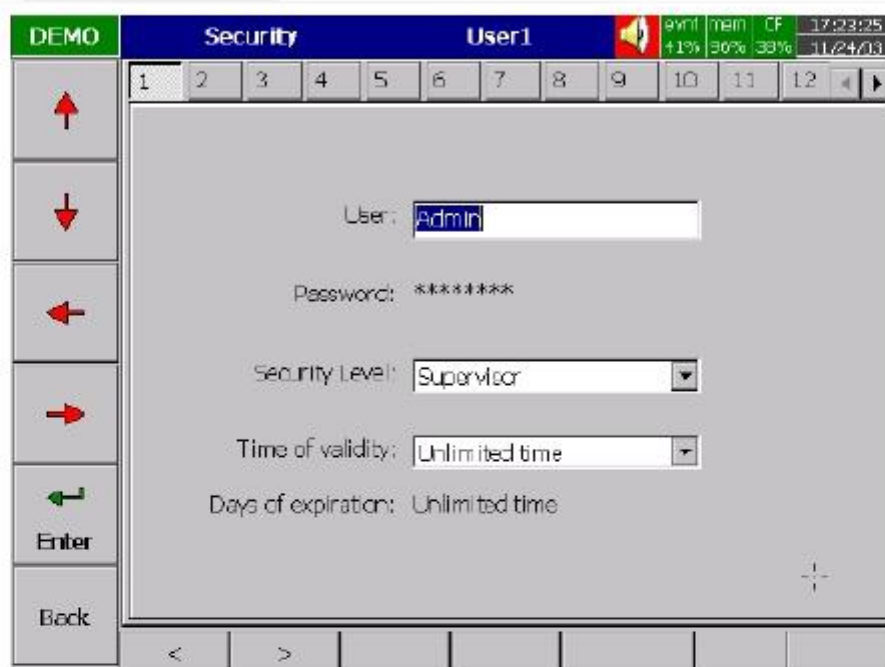 DEMO Security User1 evnt mem CF 17:23:25
41% 96% 38% 11/24/03
1 2 3 4 5 6 7 8 9 10 11 12
User: Admin
Password: ********
Security Level: Supervisor
Time of validity: Unlimited time
Days of expiration: Unlimited time
Enter
Back
< >